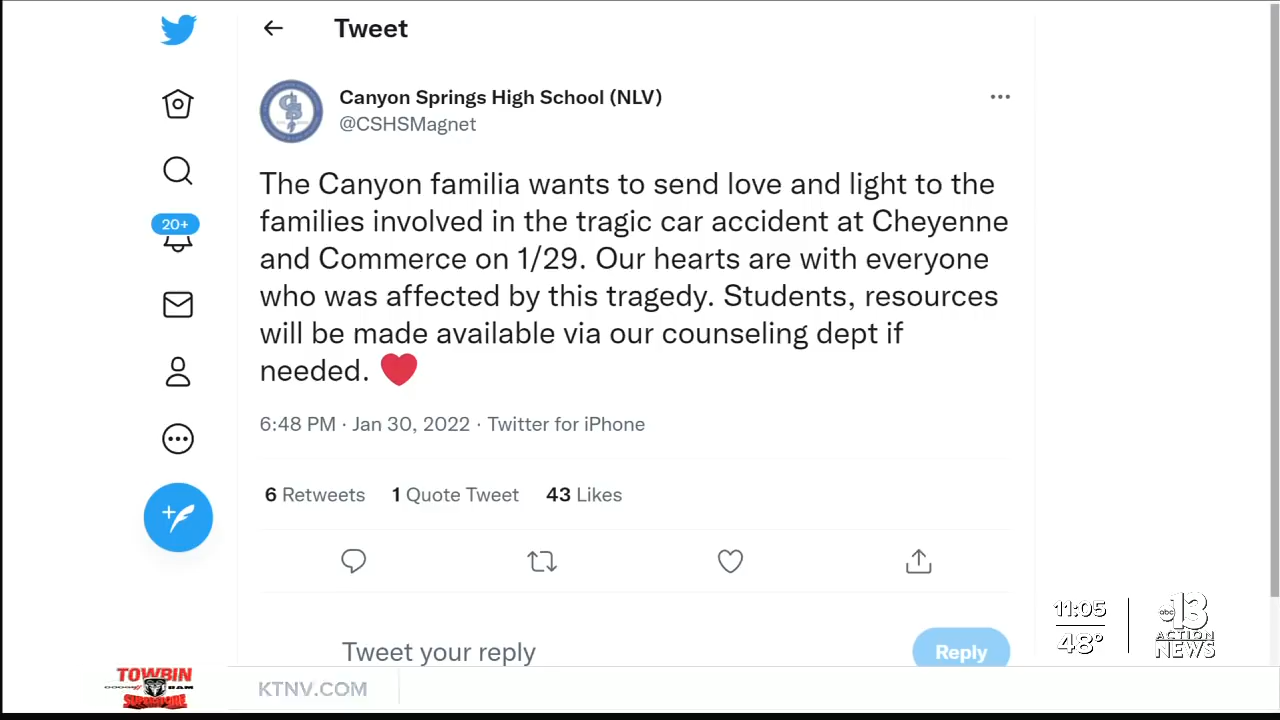 Tweet
Canyon Springs High School (NLV)
@CSHSMagnet
The Canyon familia wants to send love and light to the
families involved in the tragic car accident at Cheyenne
and Commerce on 1/29. Our hearts are with everyone
who was affected by this tragedy. Students, resources
will be made available via our counseling dept if
needed.
6:48 PM · Jan 30, 2022 · Twitter for iPhone
6 Retweets 1 Quote Tweet 43 Likes
20+
Tweet your reply
Reply
11:05
48°
abc 13
ACTION
NEWS
TOWBIN
DODGE RAM
SUPERSTORE
KTNV.COM